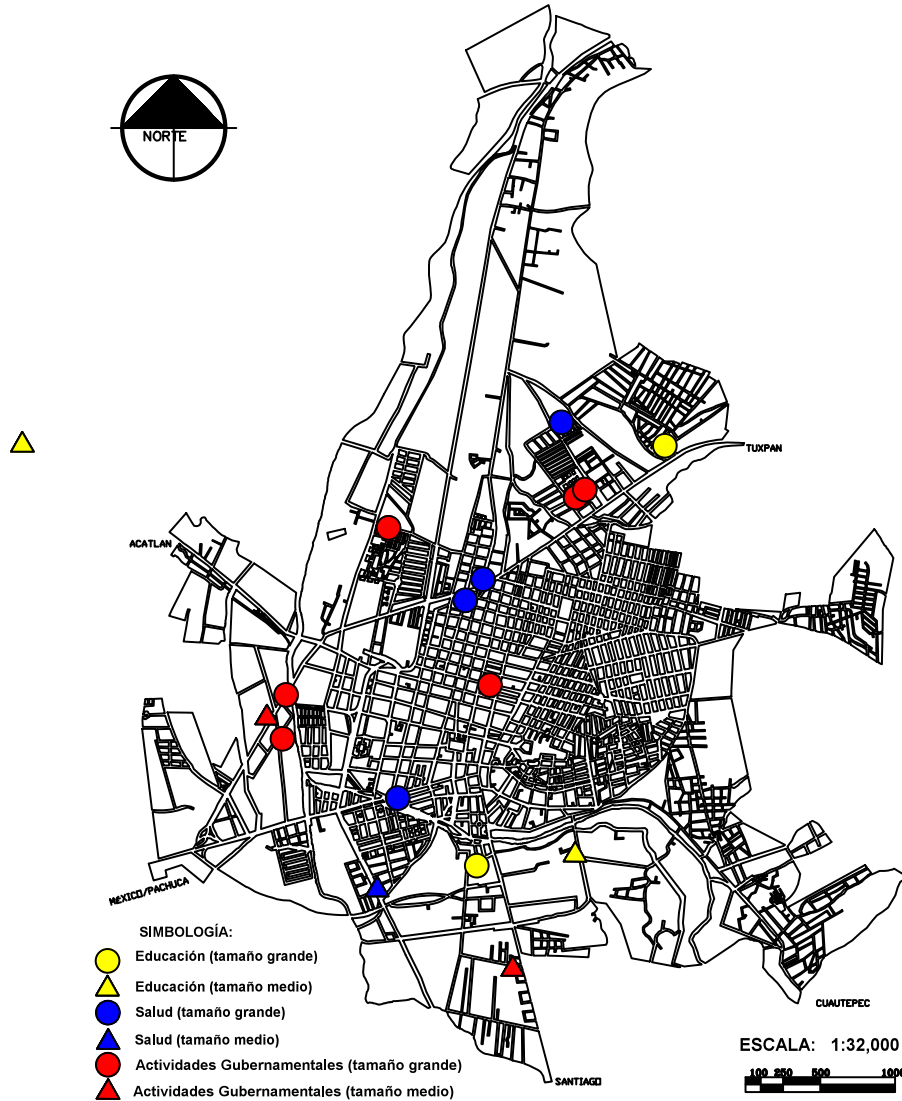 NORTE
TUXPAN
ACATLAN
MEXICO/PACHUCA
SIMBOLOGÍA:
Educación (tamaño grande)
Educación (tamaño medio)
Salud (tamaño grande)
Salud (tamaño medio)
Actividades Gubernamentales (tamaño grande)
Actividades Gubernamentales (tamaño medio)
CUAUTEPEC
SANTIAGO
ESCALA: 1:32,000
100 250 500 1000